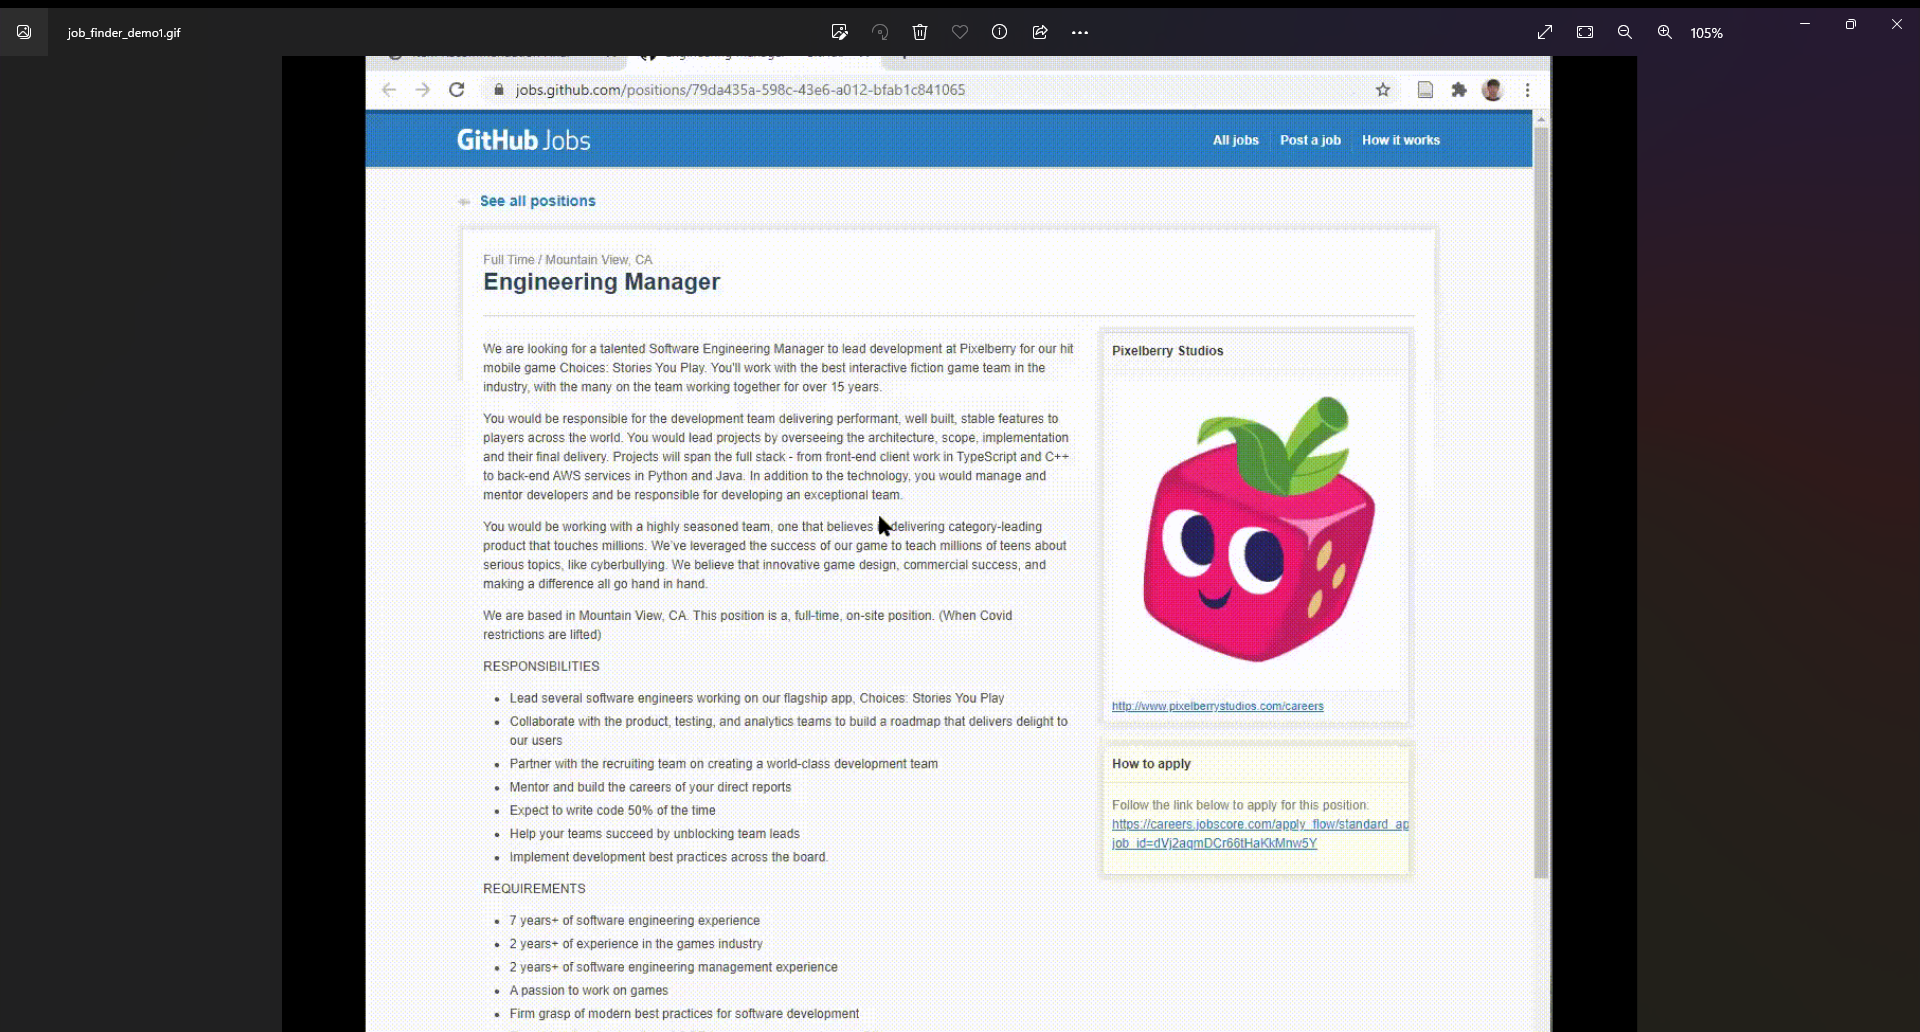 job_finder_demo1.gif
105%
jobs.github.com/positions/79da435a-598c-43e6-a012-bfab1c841065
GitHub Jobs
All jobs
Post a job
How it works
See all positions
Full Time / Mountain View, CA
Engineering Manager
We are looking for a talented Software Engineering Manager to lead development at Pixelberry for our hit
mobile game Choices: Stories You Play. You'll work with the best interactive fiction game team in the
industry, with the many on the team working together for over 15 years.
You would be responsible for the development team delivering performant, well built, stable features to
players across the world. You would lead projects by overseeing the architecture, scope, implementation
and their final delivery. Projects will span the full stack - from front-end client work in TypeScript and C++
to back-end AWS services in Python and Java. In addition to the technology, you would manage and
mentor developers and be responsible for developing an exceptional team.
You would be working with a highly seasoned team, one that believes delivering category-leading
product that touches millions. We've leveraged the success of our game to teach millions of teens about
serious topics, like cyberbullying. We believe that innovative game design, commercial success, and
making a difference all go hand in hand.
We are based in Mountain View, CA. This position is a, full-time, on-site position. (When Covid
restrictions are lifted)
RESPONSIBILITIES
• Lead several software engineers working on our flagship app, Choices: Stories You Play
• Collaborate with the product, testing, and analytics teams to build a roadmap that delivers delight to
our users
• Partner with the recruiting team on creating a world-class development team
• Mentor and build the careers of your direct reports
• Expect to write code 50% of the time
• Help your teams succeed by unblocking team leads
• Implement development best practices across the board.
REQUIREMENTS
• 7 years+ of software engineering experience
• 2 years+ of experience in the games industry
• 2 years+ of software engineering management experience
• A passion to work on games
• Firm grasp of modern best practices for software development
Pixelberry Studios
http://www.pixelberrystudios.com/careers
How to apply
Follow the link below to apply for this position:
https://careers.jobscore.com/apply_flow/standard_ap
job_id=dVj2aqmDCr66tHaKkMnw5Y